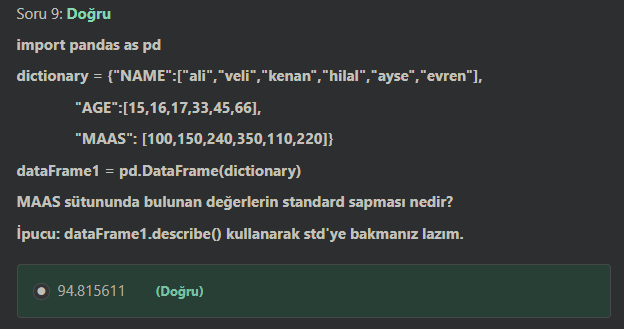 Soru 9: Doğru
import pandas as pd
dictionary = {"NAME":["ali","veli","kenan","hilal","ayse","evren"],
"AGE":[15,16,17,33,45,66],
"MAAS": [100,150,240,350,110,220]}
dataFrame1 = pd.DataFrame(dictionary)
MAAS sütununda bulunan değerlerin standard sapması nedir?
İpucu: dataFrame1.describe() kullanarak std'ye bakmanız lazım.
94.815611 (Doğru)